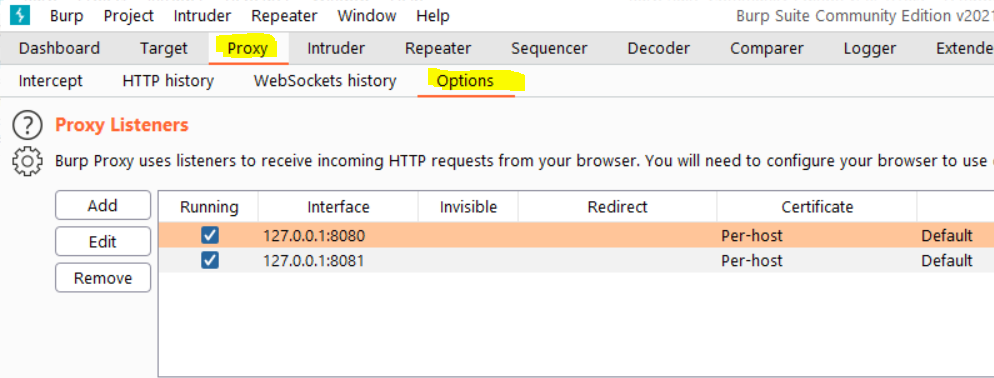 Burp Project Intruder Repeater Window Help Burp Suite Community Edition v2021
Dashboard Target Proxy Intruder Repeater Sequencer Decoder Comparer Logger Extende
Intercept HTTP history WebSockets history Options
? Proxy Listeners
Burp Proxy uses listeners to receive incoming HTTP requests from your browser. You will need to configure your browser to use
Add Running Interface Invisible Redirect Certificate
127.0.0.1:8080 Per-host Default
Edit
127.0.0.1:8081 Per-host Default
Remove